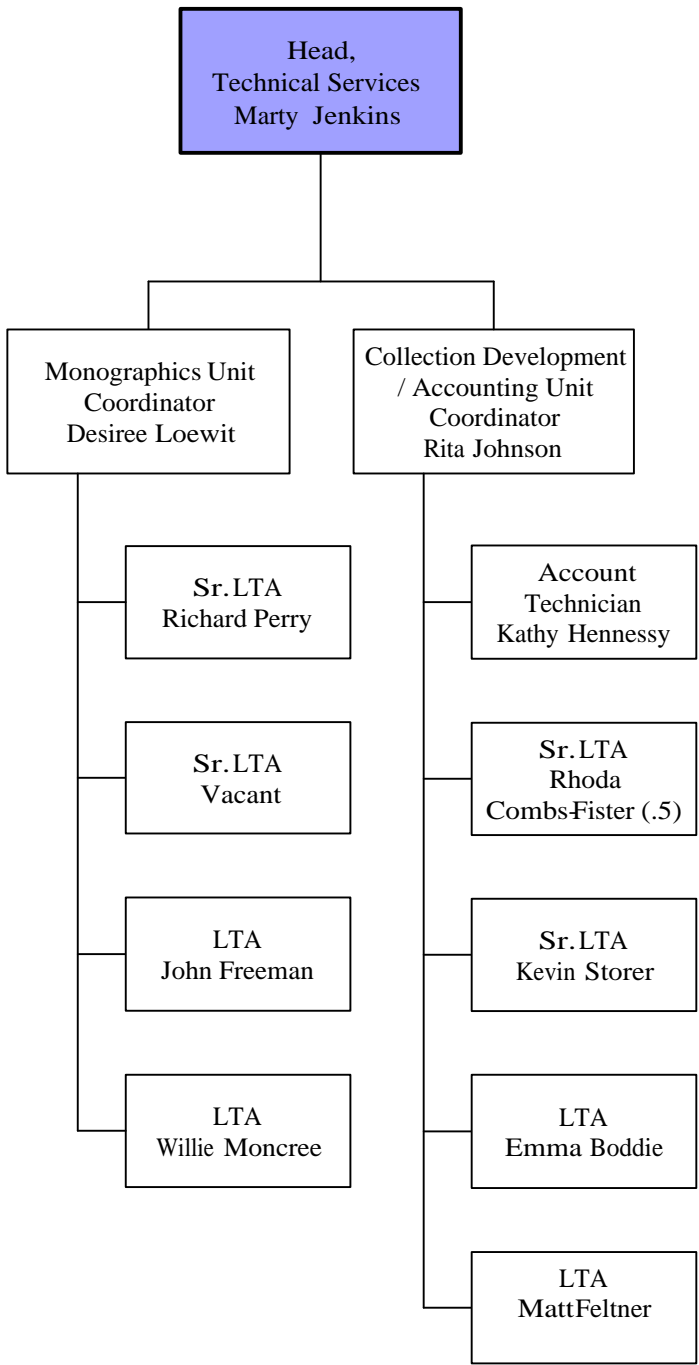 Head,
Technical Services
Marty Jenkins
Monographics Unit
Coordinator
Desiree Loewit
Collection Development
/ Accounting Unit
Coordinator
Rita Johnson
Sr. LTA
Richard Perry
Sr. LTA
Vacant
LTA
John Freeman
LTA
Willie Moncree
Account
Technician
Kathy Hennessy
Sr. LTA
Rhoda
Combs-Fister (.5)
Sr. LTA
Kevin Storer
LTA
Emma Boddie
LTA
Matt Feltner